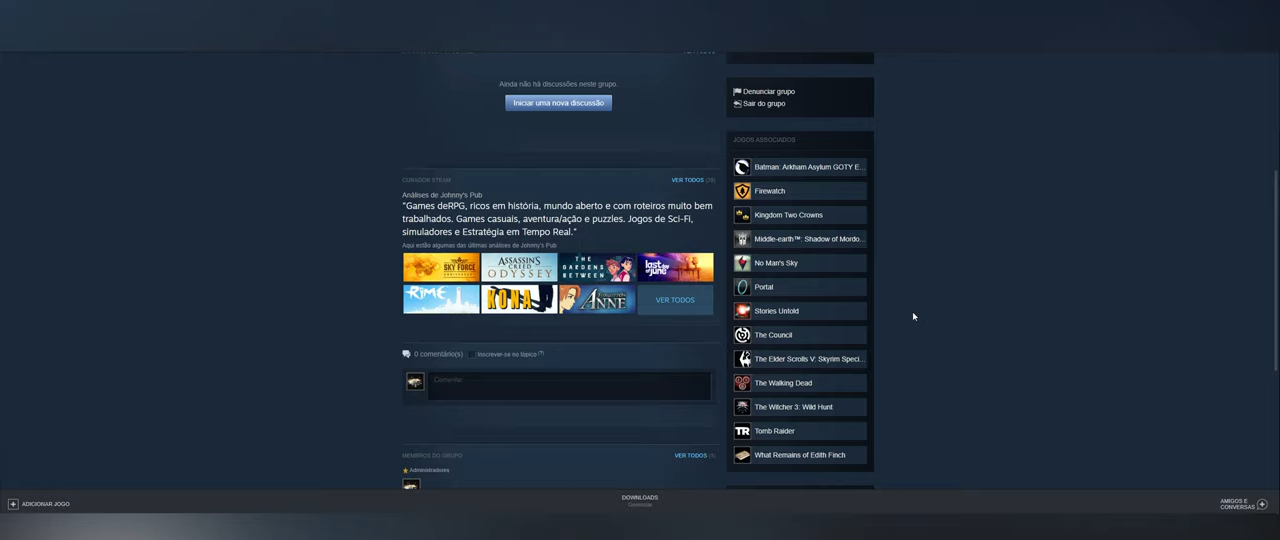 Ainda não há discussões neste grupo.
Iniciar uma nova discussão
CURADOR STEAM
VER TODOS (29)
Análises de Johnny's Pub
"Games deRPG, ricos em história, mundo aberto e com roteiros muito bem
trabalhados. Games casuais, aventura/ação e puzzles. Jogos de Sci-Fi,
simuladores e Estratégia em Tempo Real."
Aqui estão algumas das últimas análises de Johnny's Pub
SKY FORCE
ASSASSIN'S CREED ODYSSEY
THE GARDENS BETWEEN
last day of june
RiME
KONA
ANNE
VER TODOS
0 comentário(s)
Inscrever-se no tópico (?)
Comentar
MEMBROS DO GRUPO
VER TODOS
Administradores
Denunciar grupo
Sair do grupo
JOGOS ASSOCIADOS
Batman: Arkham Asylum GOTY E...
Firewatch
Kingdom Two Crowns
Middle-earth™: Shadow of Mordo...
No Man's Sky
Portal
Stories Untold
The Council
The Elder Scrolls V: Skyrim Speci...
The Walking Dead
The Witcher 3: Wild Hunt
TR Tomb Raider
What Remains of Edith Finch
ADICIONAR JOGO
DOWNLOADS
Gerenciar
AMIGOS E
CONVERSAS